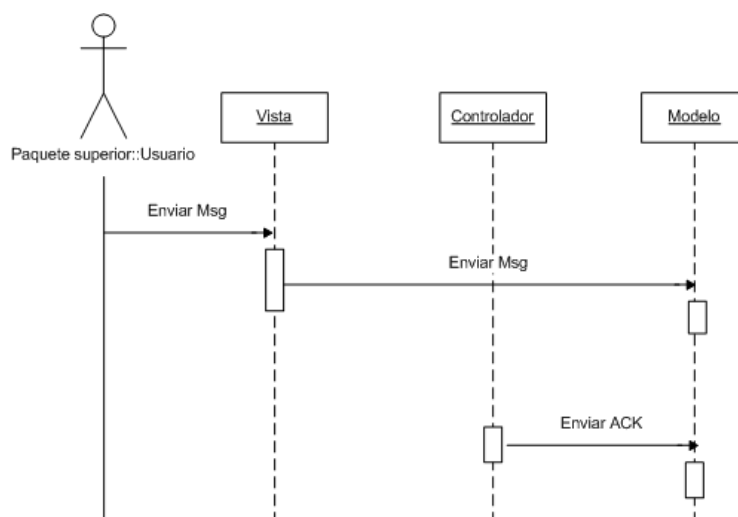 Vista
Controlador
Modelo
Paquete superior::Usuario
Enviar Msg
Enviar Msg
Enviar ACK